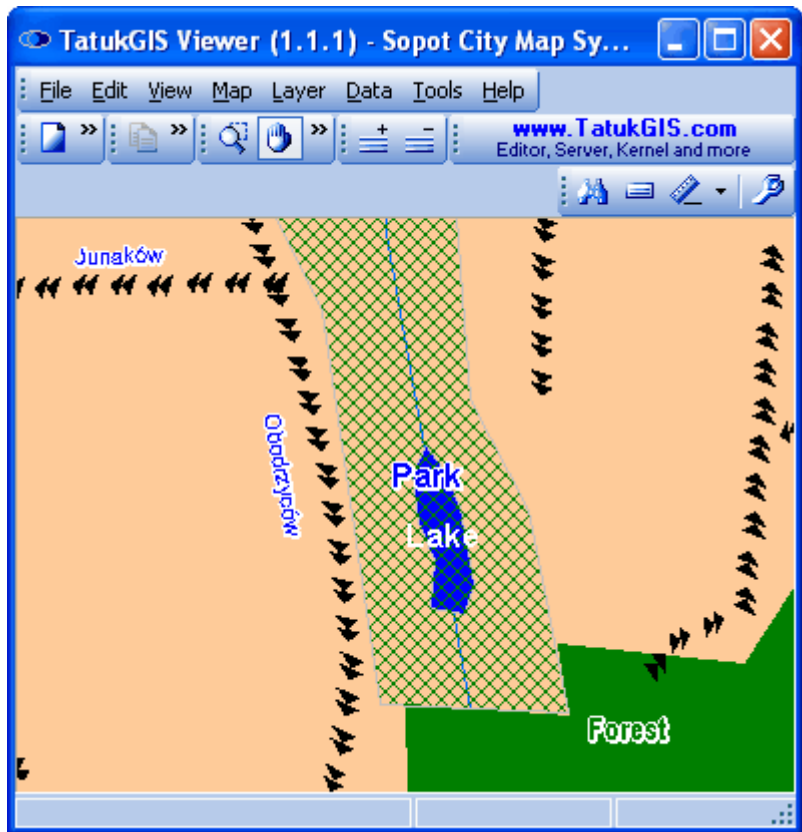 TatukGIS Viewer (1.1.1) - Sopot City Map Sy...
File Edit View Map Layer Data Tools Help
www.TatukGIS.com
Editor, Server, Kernel and more
Junaków
Obodrzyców
Park
Lake
Forest